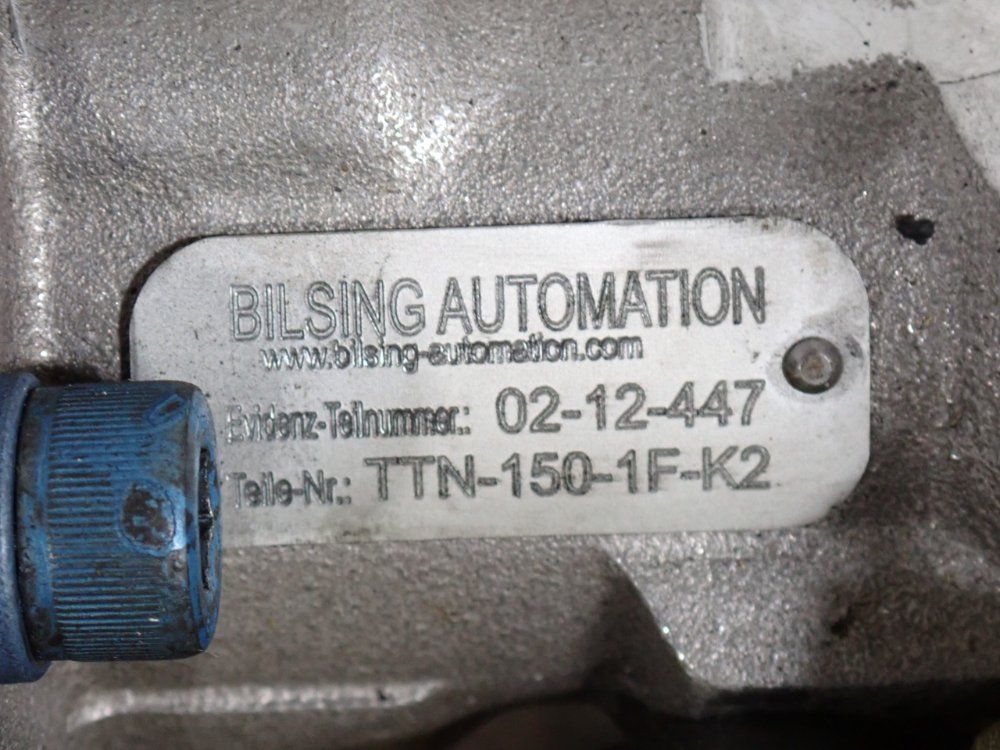 BILSING AUTOMATION
www.bilsing-automation.com
Evidenz-Teilnummer.: 02-12-447
Teile-Nr.: TTN-150-1F-K2